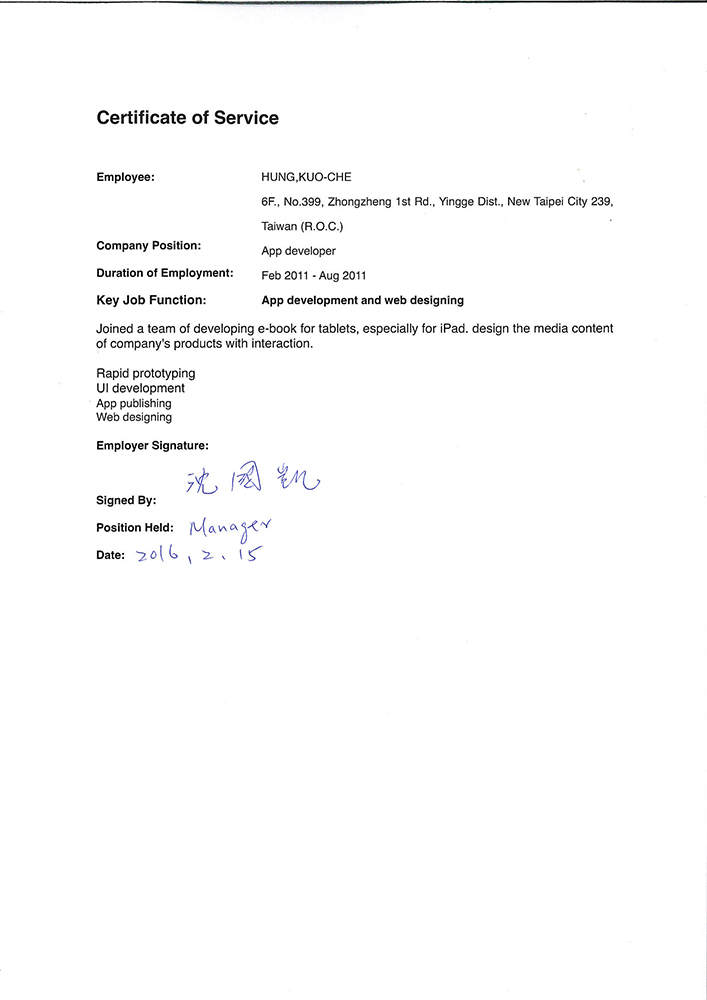 Certificate of Service
Employee: HUNG,KUO-CHE
6F., No.399, Zhongzheng 1st Rd., Yingge Dist., New Taipei City 239,
Taiwan (R.O.C.)
Company Position: App developer
Duration of Employment: Feb 2011 - Aug 2011
Key Job Function: App development and web designing
Joined a team of developing e-book for tablets, especially for iPad. design the media content
of company's products with interaction.
Rapid prototyping
UI development
App publishing
Web designing
Employer Signature:
Signed By: 沈國凱
Position Held: Manager
Date: 2016, 2. 15